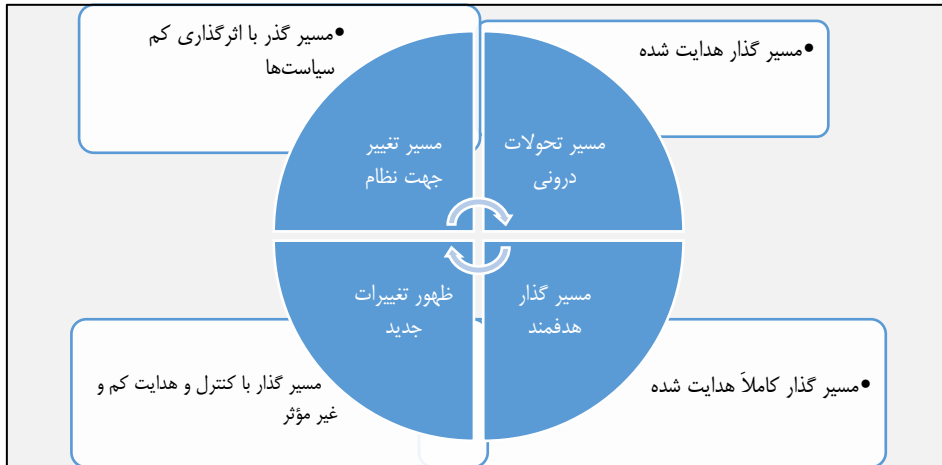 •مسیر گذار هدایت شده
•مسیر گذر با اثرگذاری کم
سیاست‌ها
مسیر تحولات
درونی
مسیر تغییر
جهت نظام
مسیر گذار
هدفمند
ظهور تغییرات
جدید
•مسیر گذار کاملاَ هدایت شده
مسیر گذار با کنترل و هدایت کم و
غیر مؤثر